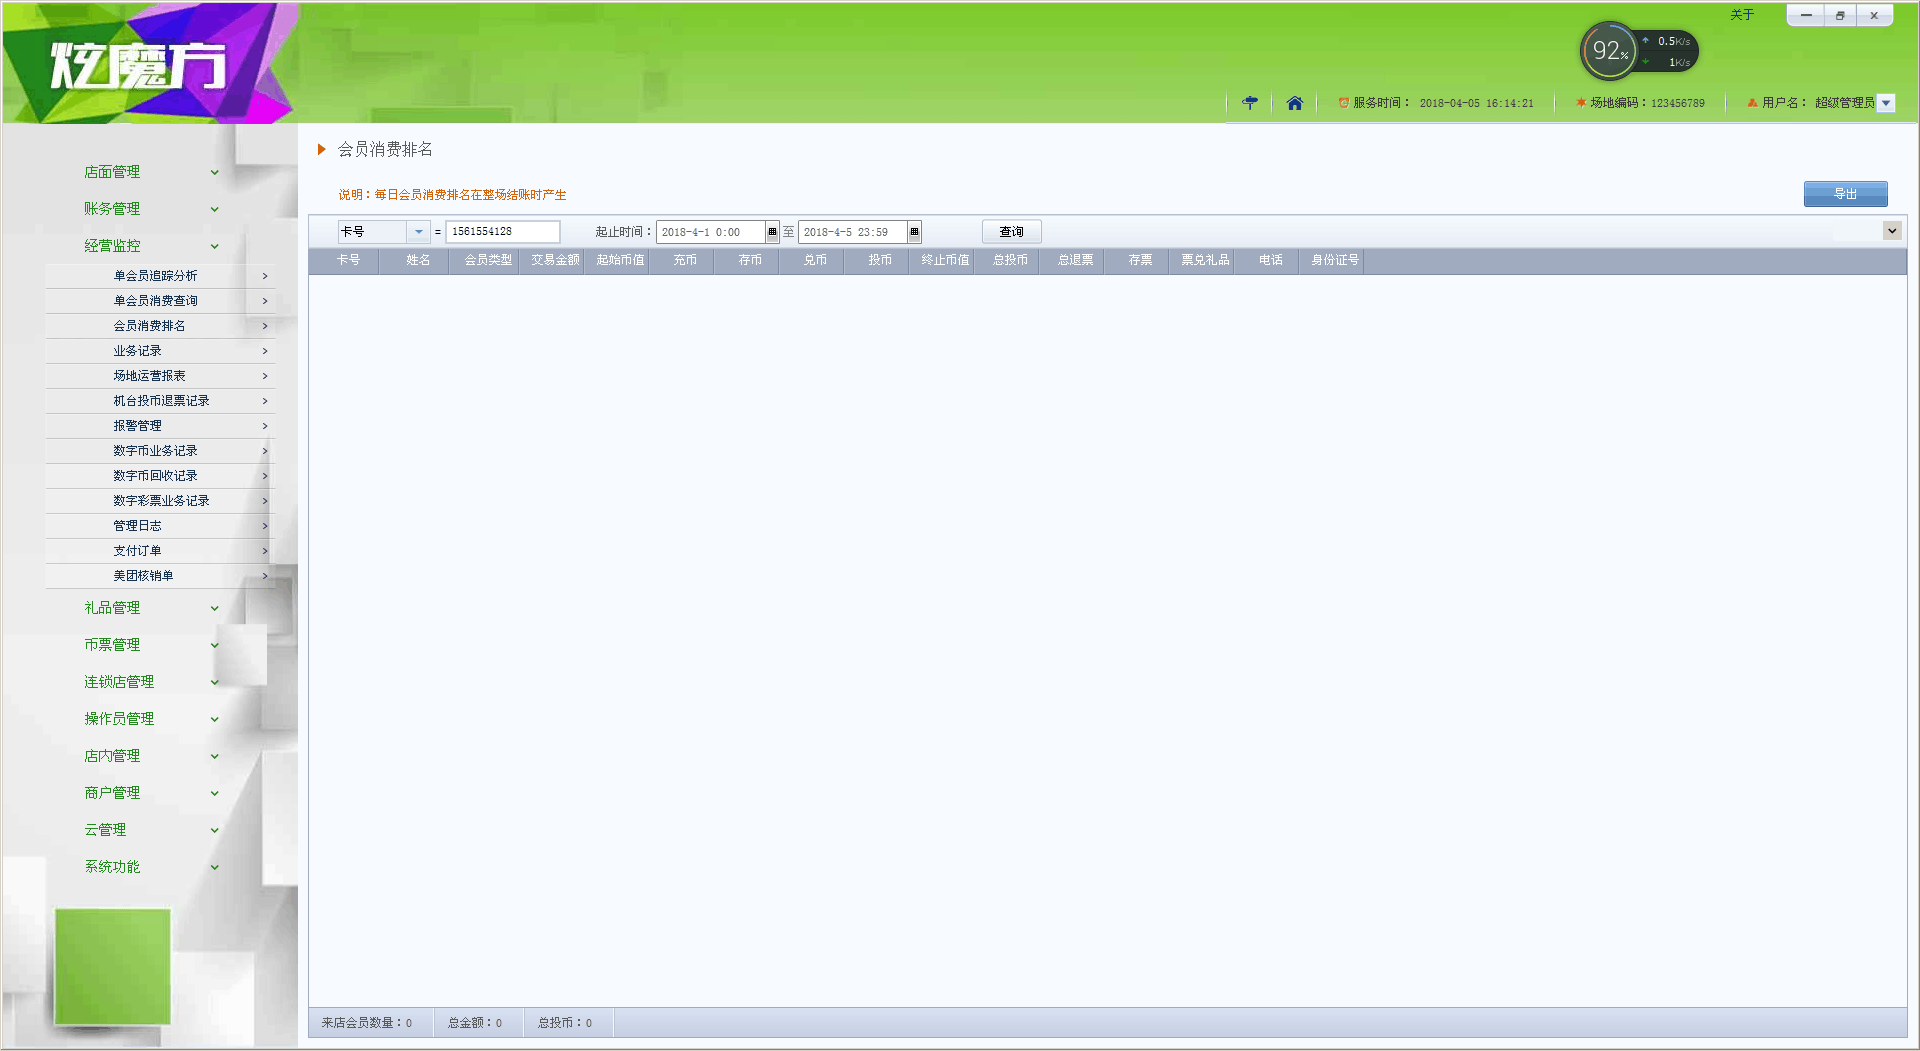 炫魔方
关于
92%
0.5K/s
1K/s
服务时间： 2018-04-05 16:14:21
场地编码：123456789
用户名： 超级管理员
店面管理
账务管理
经营监控
单会员追踪分析
单会员消费查询
会员消费排名
业务记录
场地运营报表
机台投币退票记录
报警管理
数字币业务记录
数字币回收记录
数字彩票业务记录
管理日志
支付订单
美团核销单
礼品管理
币票管理
连锁店管理
操作员管理
店内管理
商户管理
云管理
系统功能
会员消费排名
说明：每日会员消费排名在整场结账时产生
导出
卡号 = 1561554128 起止时间： 2018-4-1 0:00 至 2018-4-5 23:59 查询
卡号 姓名 会员类型 交易金额 起始币值 充币 存币 兑币 投币 终止币值 总投币 总退票 存票 票兑礼品 电话 身份证号
来店会员数量：0 总金额：0 总投币：0